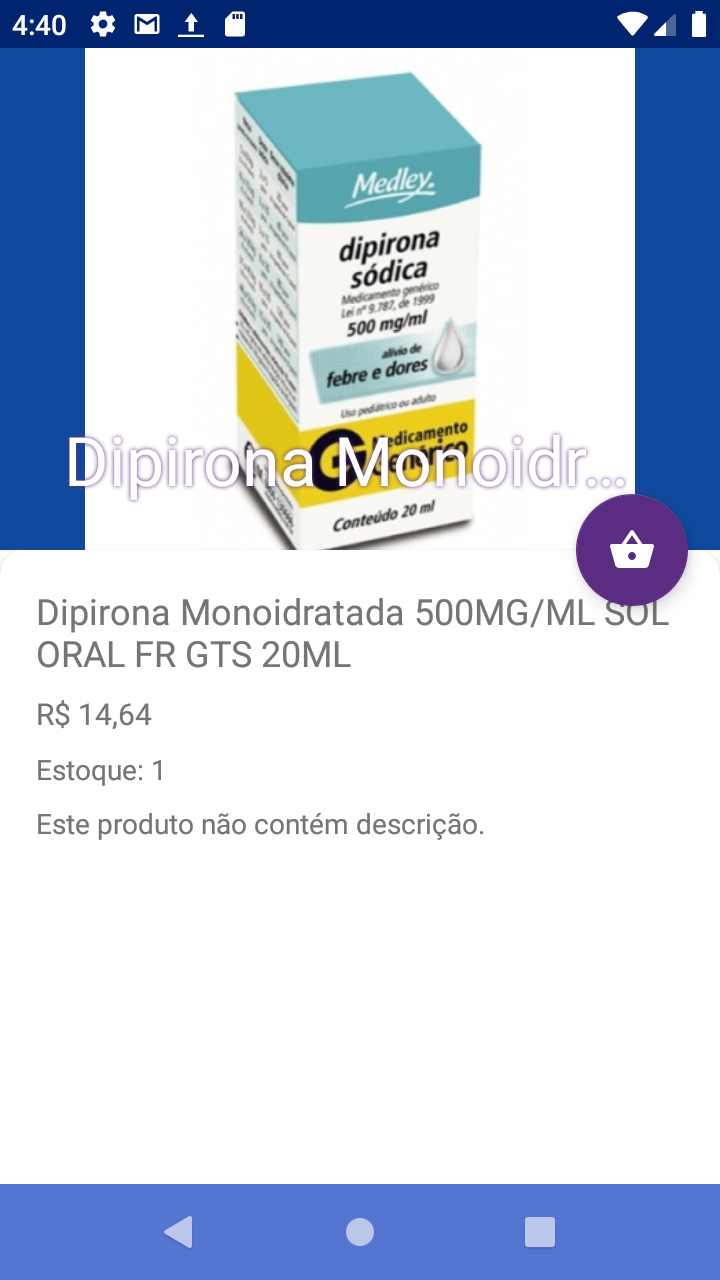 4:40
Medley.
dipirona
sódica
Medicamento genérico
Lei nº 9.787, de 1999
500 mg/ml
alívio de
febre e dores
Uso pediátrico ou adulto
Medicamento
Genérico
Dipirona Monoidr...
Conteúdo 20 ml
Dipirona Monoidratada 500MG/ML SOL
ORAL FR GTS 20ML
R$ 14,64
Estoque: 1
Este produto não contém descrição.